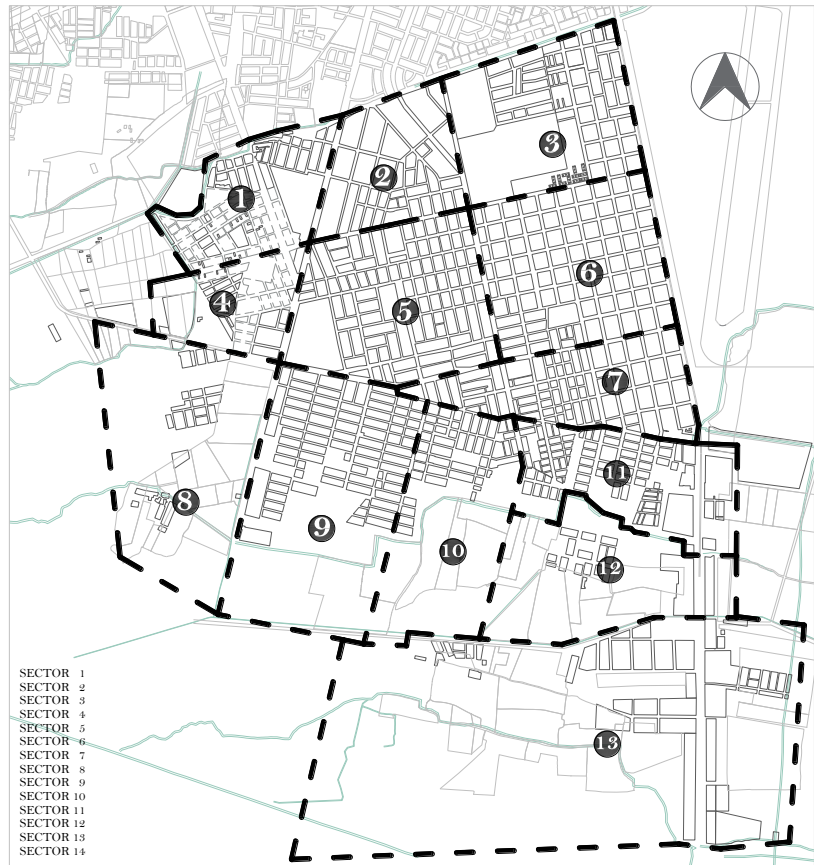 3
2
1
6
4
5
7
11
8
9
10
12
13
SECTOR 1
SECTOR 2
SECTOR 3
SECTOR 4
SECTOR 5
SECTOR 6
SECTOR 7
SECTOR 8
SECTOR 9
SECTOR 10
SECTOR 11
SECTOR 12
SECTOR 13
SECTOR 14